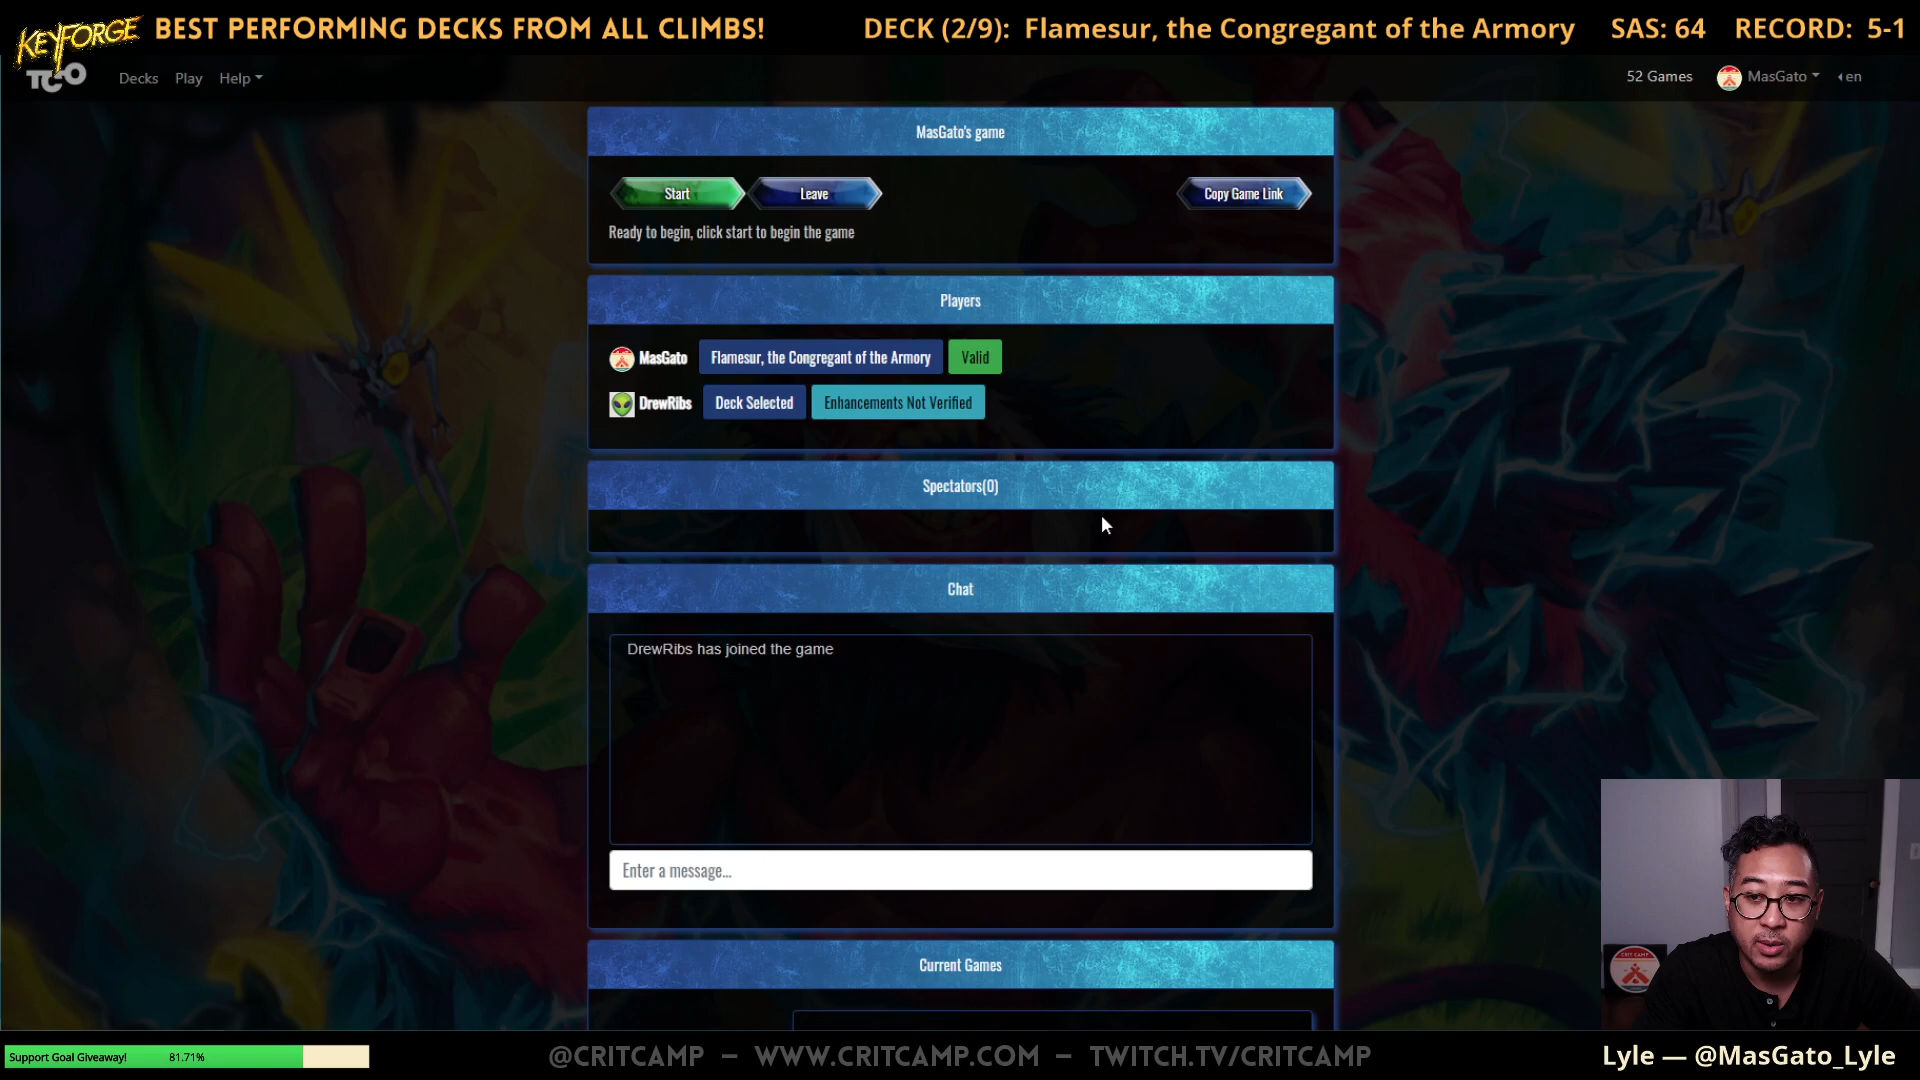 KEYFORGE
BEST PERFORMING DECKS FROM ALL CLIMBS!
DECK (2/9): Flamesur, the Congregant of the Armory SAS: 64 RECORD: 5-1
TCO
Decks Play Help
52 Games MasGato en
MasGato's game
Start Leave Copy Game Link
Ready to begin, click start to begin the game
Players
MasGato Flamesur, the Congregant of the Armory Valid
DrewRibs Deck Selected Enhancements Not Verified
Spectators(0)
Chat
DrewRibs has joined the game
Enter a message...
CRIT CAMP
Current Games
Support Goal Giveaway! 81.71%
@CRITCAMP — WWW.CRITCAMP.COM — TWITCH.TV/CRITCAMP
Lyle — @MasGato_Lyle